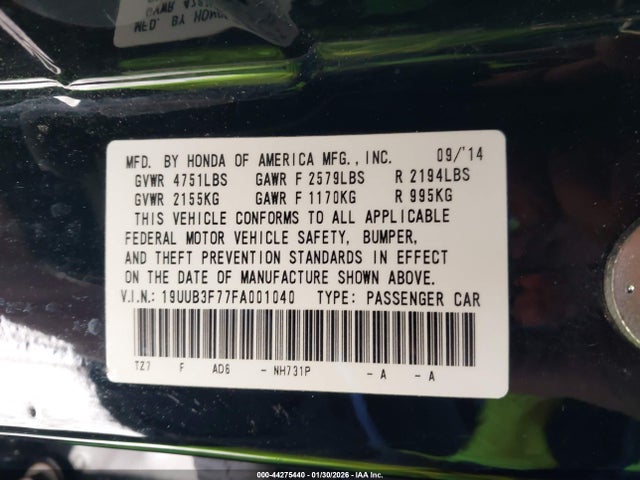 MFD. BY HONDA OF AMERICA MFG., INC. 09/'14
GVWR 4751LBS GAWR F 2579LBS R 2194LBS
GVWR 2155KG GAWR F 1170KG R 995KG
THIS VEHICLE CONFORMS TO ALL APPLICABLE
FEDERAL MOTOR VEHICLE SAFETY, BUMPER,
AND THEFT PREVENTION STANDARDS IN EFFECT
ON THE DATE OF MANUFACTURE SHOWN ABOVE.
V.I.N.: 19UUB3F77FA001040 TYPE: PASSENGER CAR
TZ7 F AD6 - NH731P - A - A
000-44275440 - 01/30/2026 - IAA Inc.